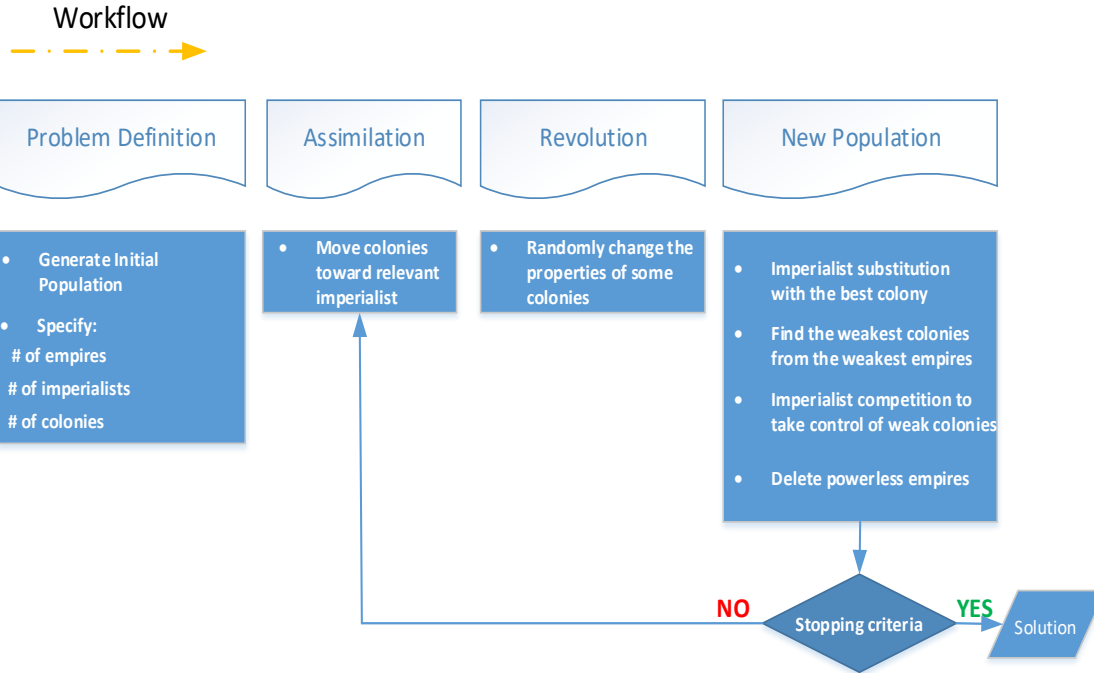 Workflow
Problem Definition
Assimilation
Revolution
New Population
• Generate Initial
Population
• Specify:
# of empires
# of imperialists
# of colonies
• Move colonies
toward relevant
imperialist
• Randomly change the
properties of some
colonies
• Imperialist substitution
with the best colony
• Find the weakest colonies
from the weakest empires
• Imperialist competition to
take control of weak colonies
• Delete powerless empires
NO
Stopping criteria
YES
Solution